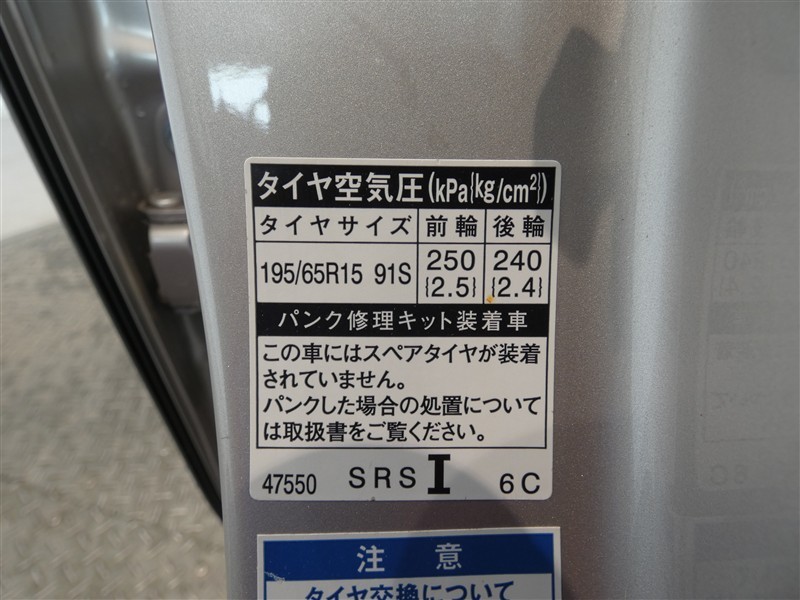 タイヤ空気圧(kPa{kg/cm²})
タイヤサイズ 前輪 後輪
195/65R15 91S 250 {2.5} 240 {2.4}
パンク修理キット装着車
この車にはスペアタイヤが装着
されていません。
パンクした場合の処置について
は取扱書をご覧ください。
47550 SRS I 6C
注意
タイヤ交換について